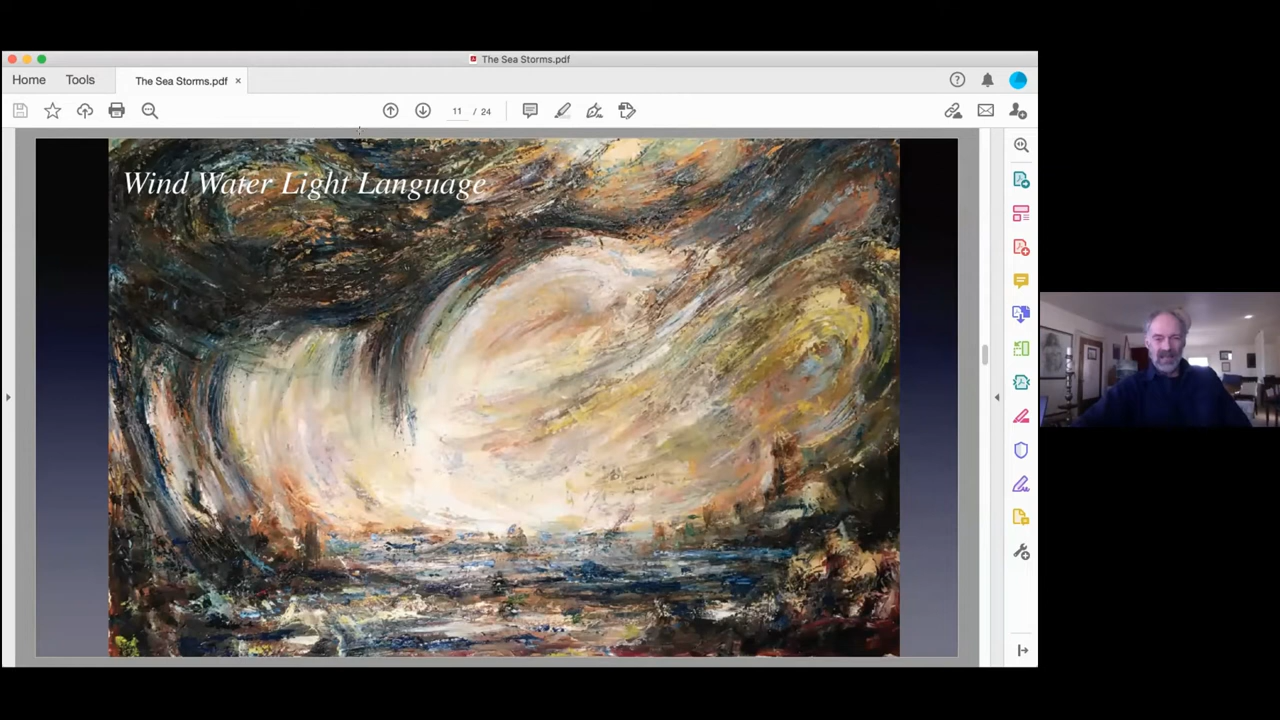 The Sea Storms.pdf
Home
Tools
The Sea Storms.pdf ×
11 / 24
Wind Water Light Language